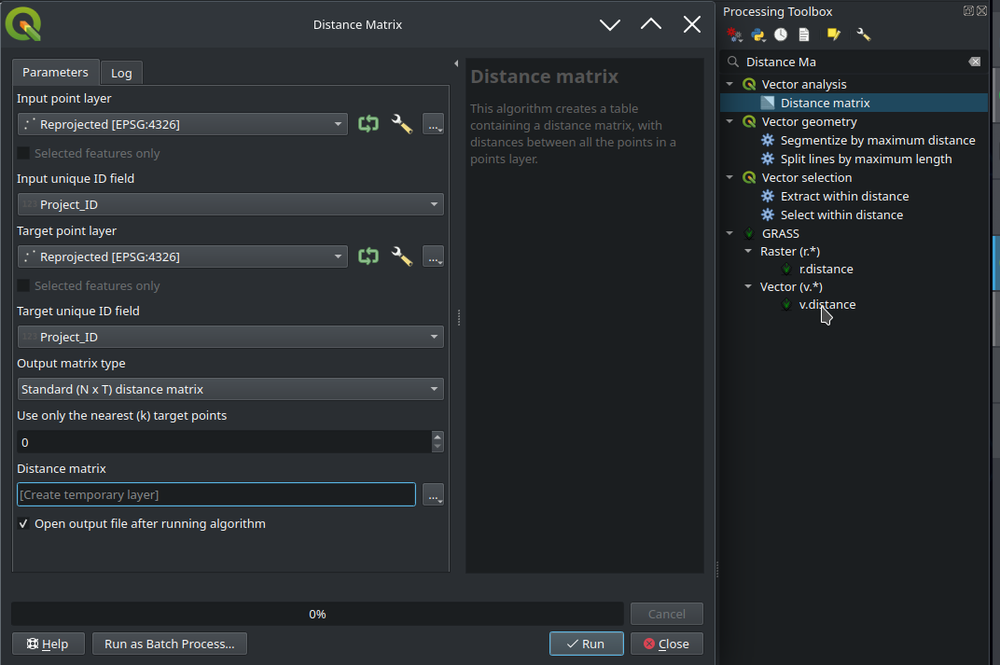 Distance Matrix
Parameters
Log
Input point layer
Reprojected [EPSG:4326]
...
Selected features only
Input unique ID field
123 Project_ID
Target point layer
Reprojected [EPSG:4326]
...
Selected features only
Target unique ID field
123 Project_ID
Output matrix type
Standard (N x T) distance matrix
Use only the nearest (k) target points
0
Distance matrix
[Create temporary layer]
...
Open output file after running algorithm
Distance matrix
This algorithm creates a table
containing a distance matrix, with
distances between all the points in a
points layer.
0%
Cancel
Help
Run as Batch Process...
Run
Close
Processing Toolbox
Distance Ma
Vector analysis
Distance matrix
Vector geometry
Segmentize by maximum distance
Split lines by maximum length
Vector selection
Extract within distance
Select within distance
GRASS
Raster (r.*)
r.distance
Vector (v.*)
v.distance